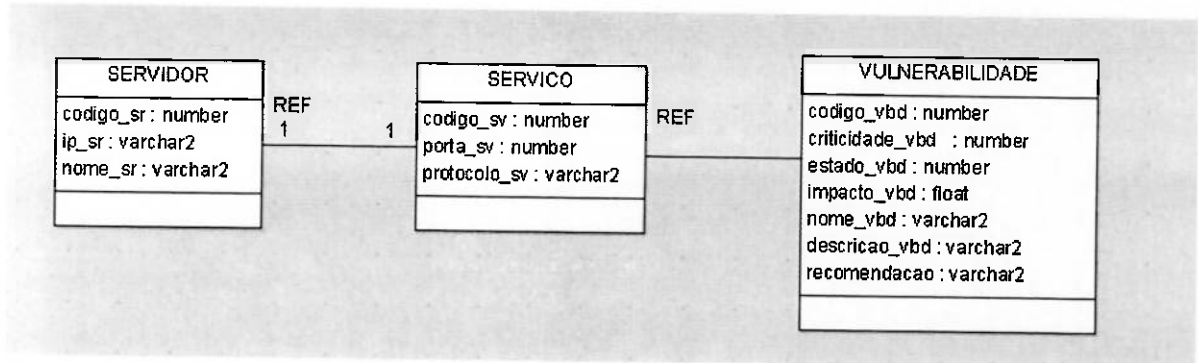 SERVIDOR
codigo_sr : number
ip_sr : varchar2
nome_sr : varchar2
REF
1
1
SERVICO
codigo_sv : number
porta_sv : number
protocolo_sv : varchar2
REF
VULNERABILIDADE
codigo_vbd : number
criticidade_vbd : number
estado_vbd : number
impacto_vbd : float
nome_vbd : varchar2
descricao_vbd : varchar2
recomendacao : varchar2